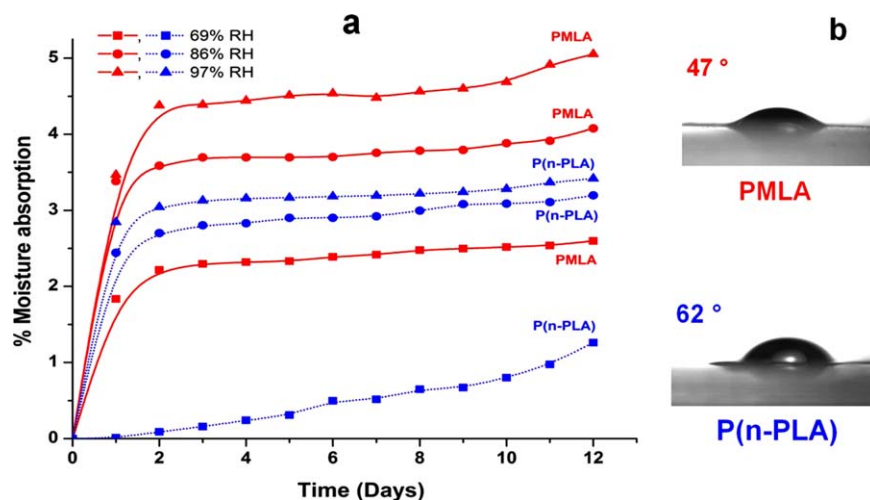 a
b
, 69% RH
, 86% RH
, 97% RH
PMLA
PMLA
P(n-PLA)
P(n-PLA)
PMLA
P(n-PLA)
% Moisture absorption
5
4
3
2
1
0
0 2 4 6 8 10 12
Time (Days)
47 °
PMLA
62 °
P(n-PLA)